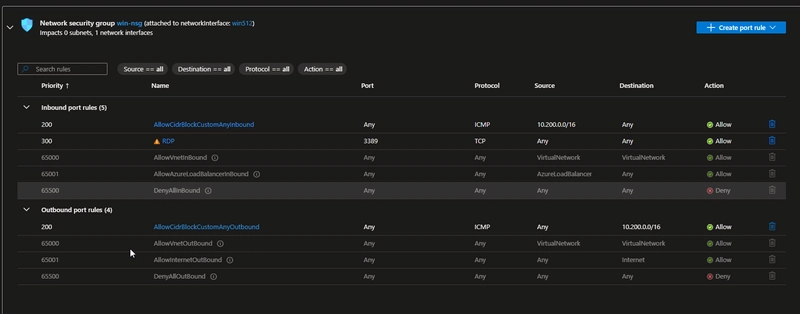 Network security group win-nsg (attached to networkInterface: win512)
Impacts 0 subnets, 1 network interfaces
Create port rule
Search rules
Source == all Destination == all Protocol == all Action == all
Priority ↑ Name Port Protocol Source Destination Action
Inbound port rules (5)
200 AllowCidrBlockCustomAnyInbound Any ICMP 10.200.0.0/16 Any Allow
300 RDP 3389 TCP Any Any Allow
65000 AllowVnetInBound Any Any VirtualNetwork VirtualNetwork Allow
65001 AllowAzureLoadBalancerInBound Any Any AzureLoadBalancer Any Allow
65500 DenyAllInBound Any Any Any Any Deny
Outbound port rules (4)
200 AllowCidrBlockCustomAnyOutbound Any ICMP Any 10.200.0.0/16 Allow
65000 AllowVnetOutBound Any Any VirtualNetwork VirtualNetwork Allow
65001 AllowInternetOutBound Any Any Any Internet Allow
65500 DenyAllOutBound Any Any Any Any Deny